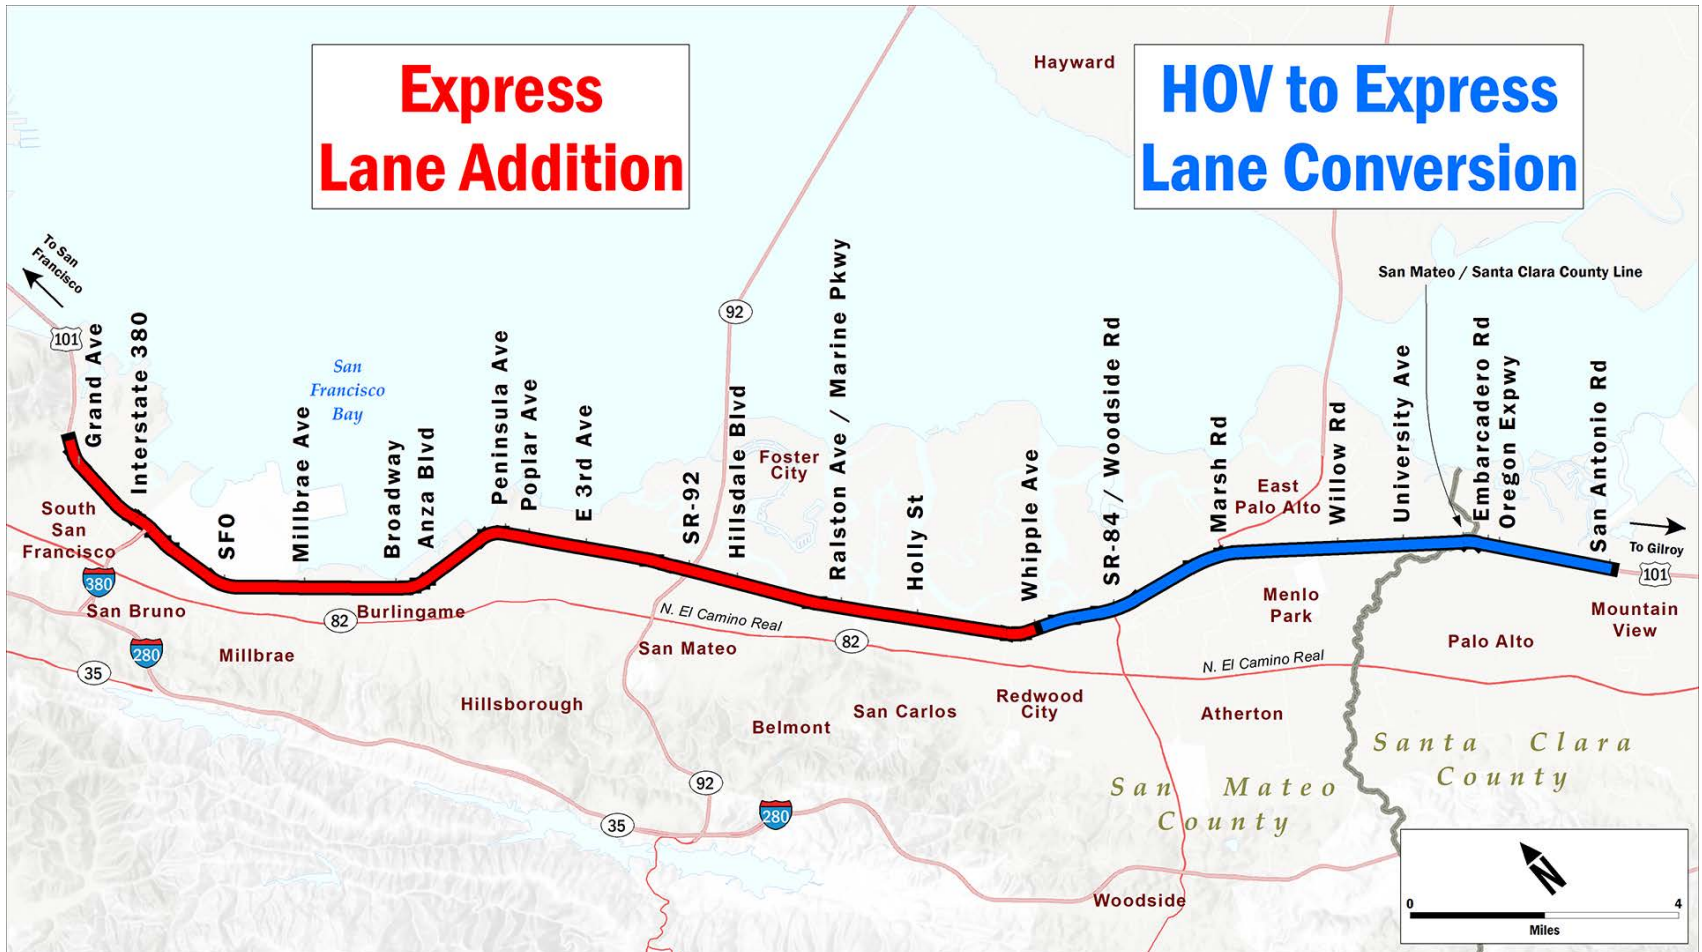 Express
Lane Addition
HOV to Express
Lane Conversion
Hayward
To San
Francisco
101
Grand Ave
Interstate 380
San
Francisco
Bay
SFO
Millbrae Ave
Broadway
Anza Blvd
Peninsula Ave
Poplar Ave
E 3rd Ave
SR-92
92
Hillsdale Blvd
Foster
City
Ralston Ave / Marine Pkwy
Holly St
Whipple Ave
SR-84 / Woodside Rd
Marsh Rd
East
Palo Alto
Willow Rd
University Ave
San Mateo / Santa Clara County Line
Embarcadero Rd
Oregon Expwy
San Antonio Rd
To Gilroy
101
South
San
Francisco
380
San Bruno
82
Burlingame
280
Millbrae
35
N. El Camino Real
82
San Mateo
Hillsborough
Belmont
San Carlos
Redwood
City
Menlo
Park
Palo Alto
Mountain
View
N. El Camino Real
Atherton
Santa Clara
County
San Mateo
County
92
280
35
Woodside
N
0
4
Miles